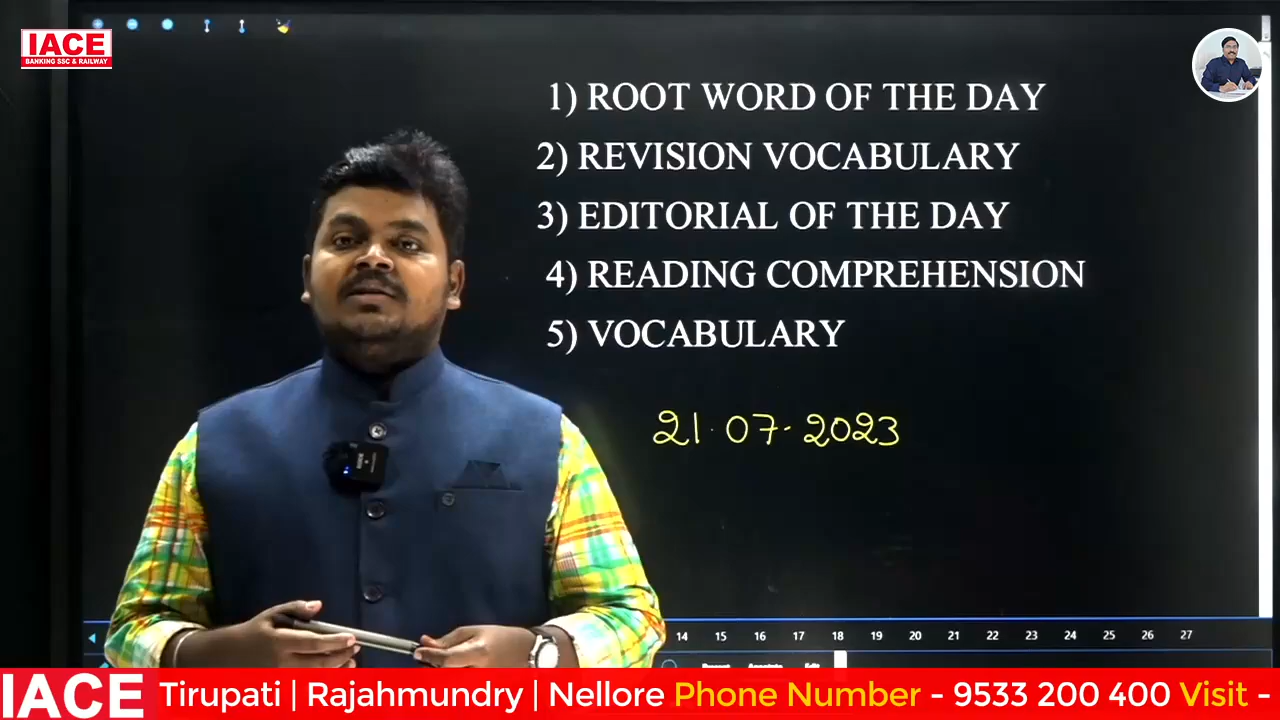 IACE
BANKING SSC & RAILWAY
1) ROOT WORD OF THE DAY
2) REVISION VOCABULARY
3) EDITORIAL OF THE DAY
4) READING COMPREHENSION
5) VOCABULARY
21.07.2023
14 15 16 17 18 19 20 21 22 23 24 25 26 27
IACE Tirupati | Rajahmundry | Nellore Phone Number - 9533 200 400 Visit -